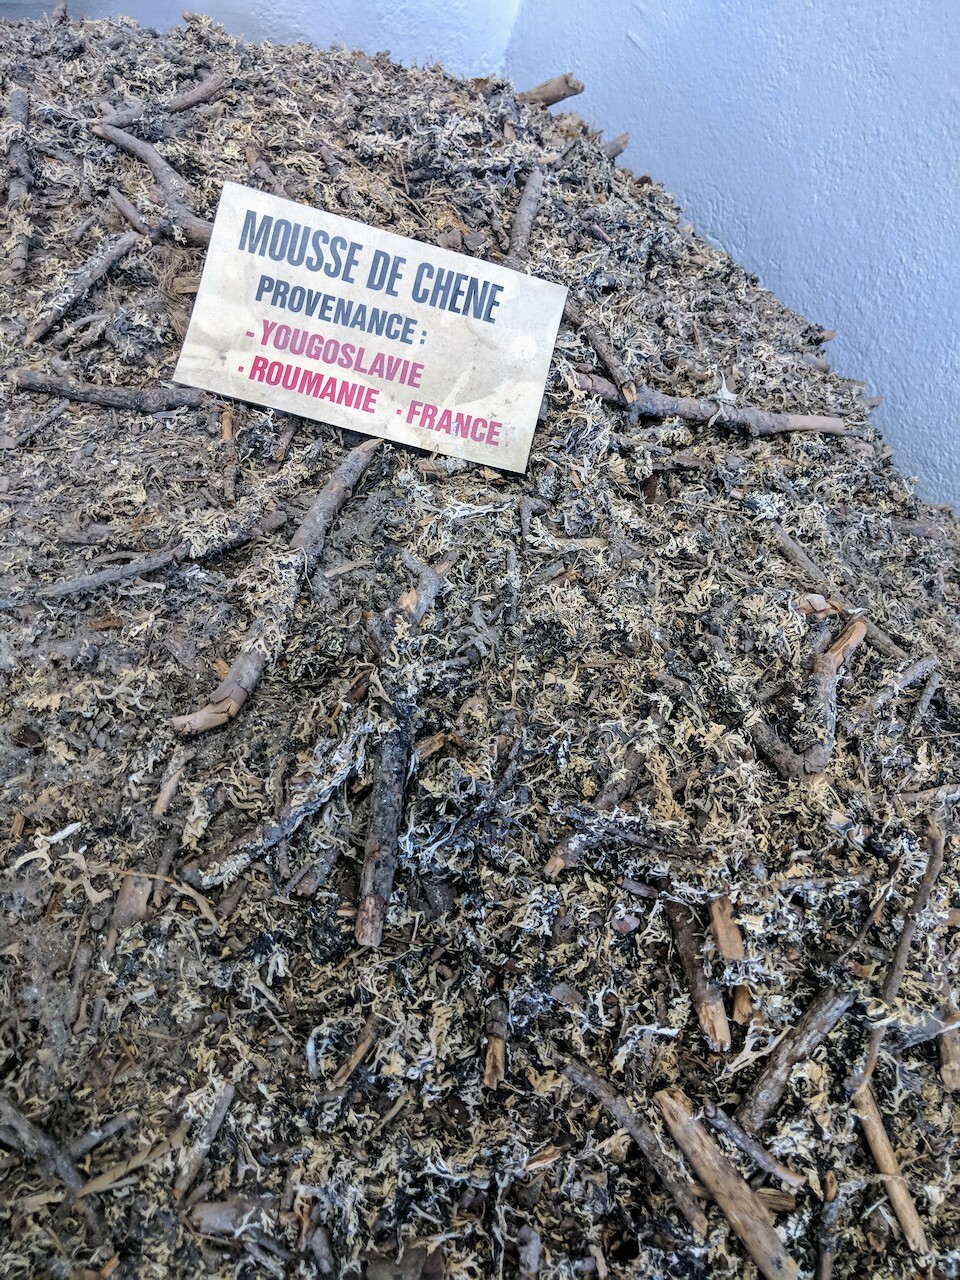 MOUSSE DE CHENE
PROVENANCE :
- YOUGOSLAVIE
- ROUMANIE - FRANCE